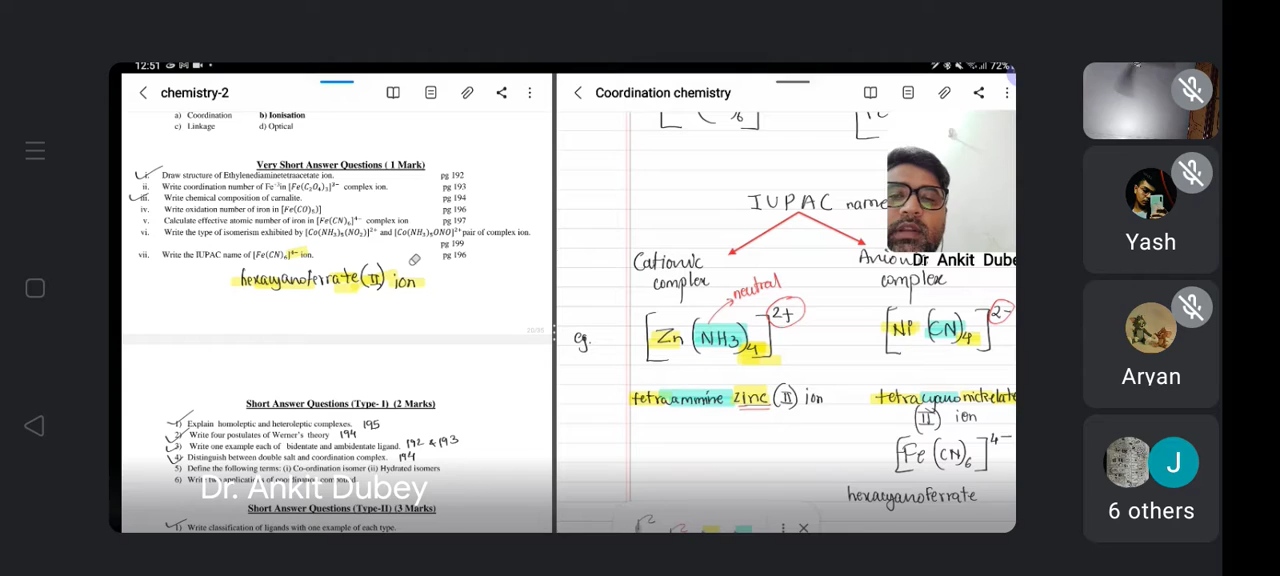 12:51
72%
chemistry-2
a) Coordination b) Ionisation
c) Linkage d) Optical
Very Short Answer Questions ( 1 Mark)
i. Draw structure of Ethylenediaminetetraacetate ion. pg 192
ii. Write coordination number of Fe⁺³in [Fe(C₂O₄)₃]³⁻ complex ion. pg 193
iii. Write chemical composition of carnalite. pg 194
iv. Write oxidation number of iron in [Fe(CO)₅] pg 196
v. Calculate effective atomic number of iron in [Fe(CN)₆]⁴⁻ complex ion pg 197
vi. Write the type of isomerism exhibited by [Co(NH₃)₅(NO₂)]²⁺ and [Co(NH₃)₅ONO]²⁺ pair of complex ion.
pg 199
vii. Write the IUPAC name of [Fe(CN)₆]⁴⁻ ion. pg 196
hexacyanoferrate (II) ion
20/95
Short Answer Questions (Type- I) (2 Marks)
1) Explain homoleptic and heteroleptic complexes. 195
2) Write four postulates of Werner's theory 194
3) Write one example each of bidentate and ambidentate ligand. 192 & 193
4) Distinguish between double salt and coordination complex. 194
5) Define the following terms: (i) Co-ordination isomer (ii) Hydrated isomers
6) Write two applications of
Dr. Ankit Dubey
Short Answer Questions (Type-II) (3 Marks)
1) Write classification of ligands with one example of each type.
Coordination chemistry
IUPAC name
Cationic
complex
Anion
complex
Dr Ankit Dube
neutral
eg.
[Zn (NH3)₄]²⁺
[NP (CN)₄]²⁻
tetraammine zinc (II) ion
tetracyanonickelate
(II) ion
[Fe (CN)₆]⁴⁻
hexacyanoferrate
Yash
Aryan
J
6 others